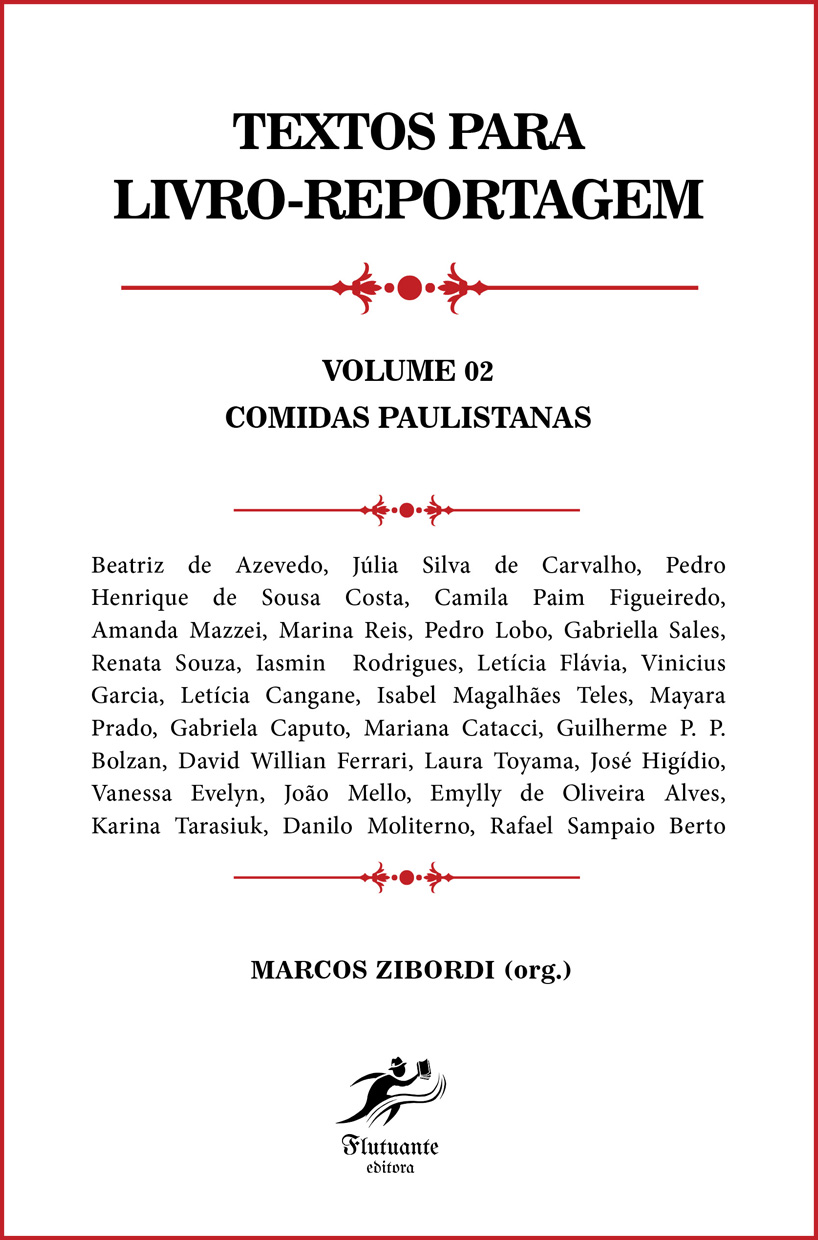 TEXTOS PARA
LIVRO-REPORTAGEM
VOLUME 02
COMIDAS PAULISTANAS
Beatriz de Azevedo, Júlia Silva de Carvalho, Pedro
Henrique de Sousa Costa, Camila Paim Figueiredo,
Amanda Mazzei, Marina Reis, Pedro Lobo, Gabriella Sales,
Renata Souza, Iasmin Rodrigues, Letícia Flávia, Vinicius
Garcia, Letícia Cangane, Isabel Magalhães Teles, Mayara
Prado, Gabriela Caputo, Mariana Catacci, Guilherme P. P.
Bolzan, David Willian Ferrari, Laura Toyama, José Higídio,
Vanessa Evelyn, João Mello, Emylly de Oliveira Alves,
Karina Tarasiuk, Danilo Moliterno, Rafael Sampaio Berto
MARCOS ZIBORDI (org.)
Flutuante
editora